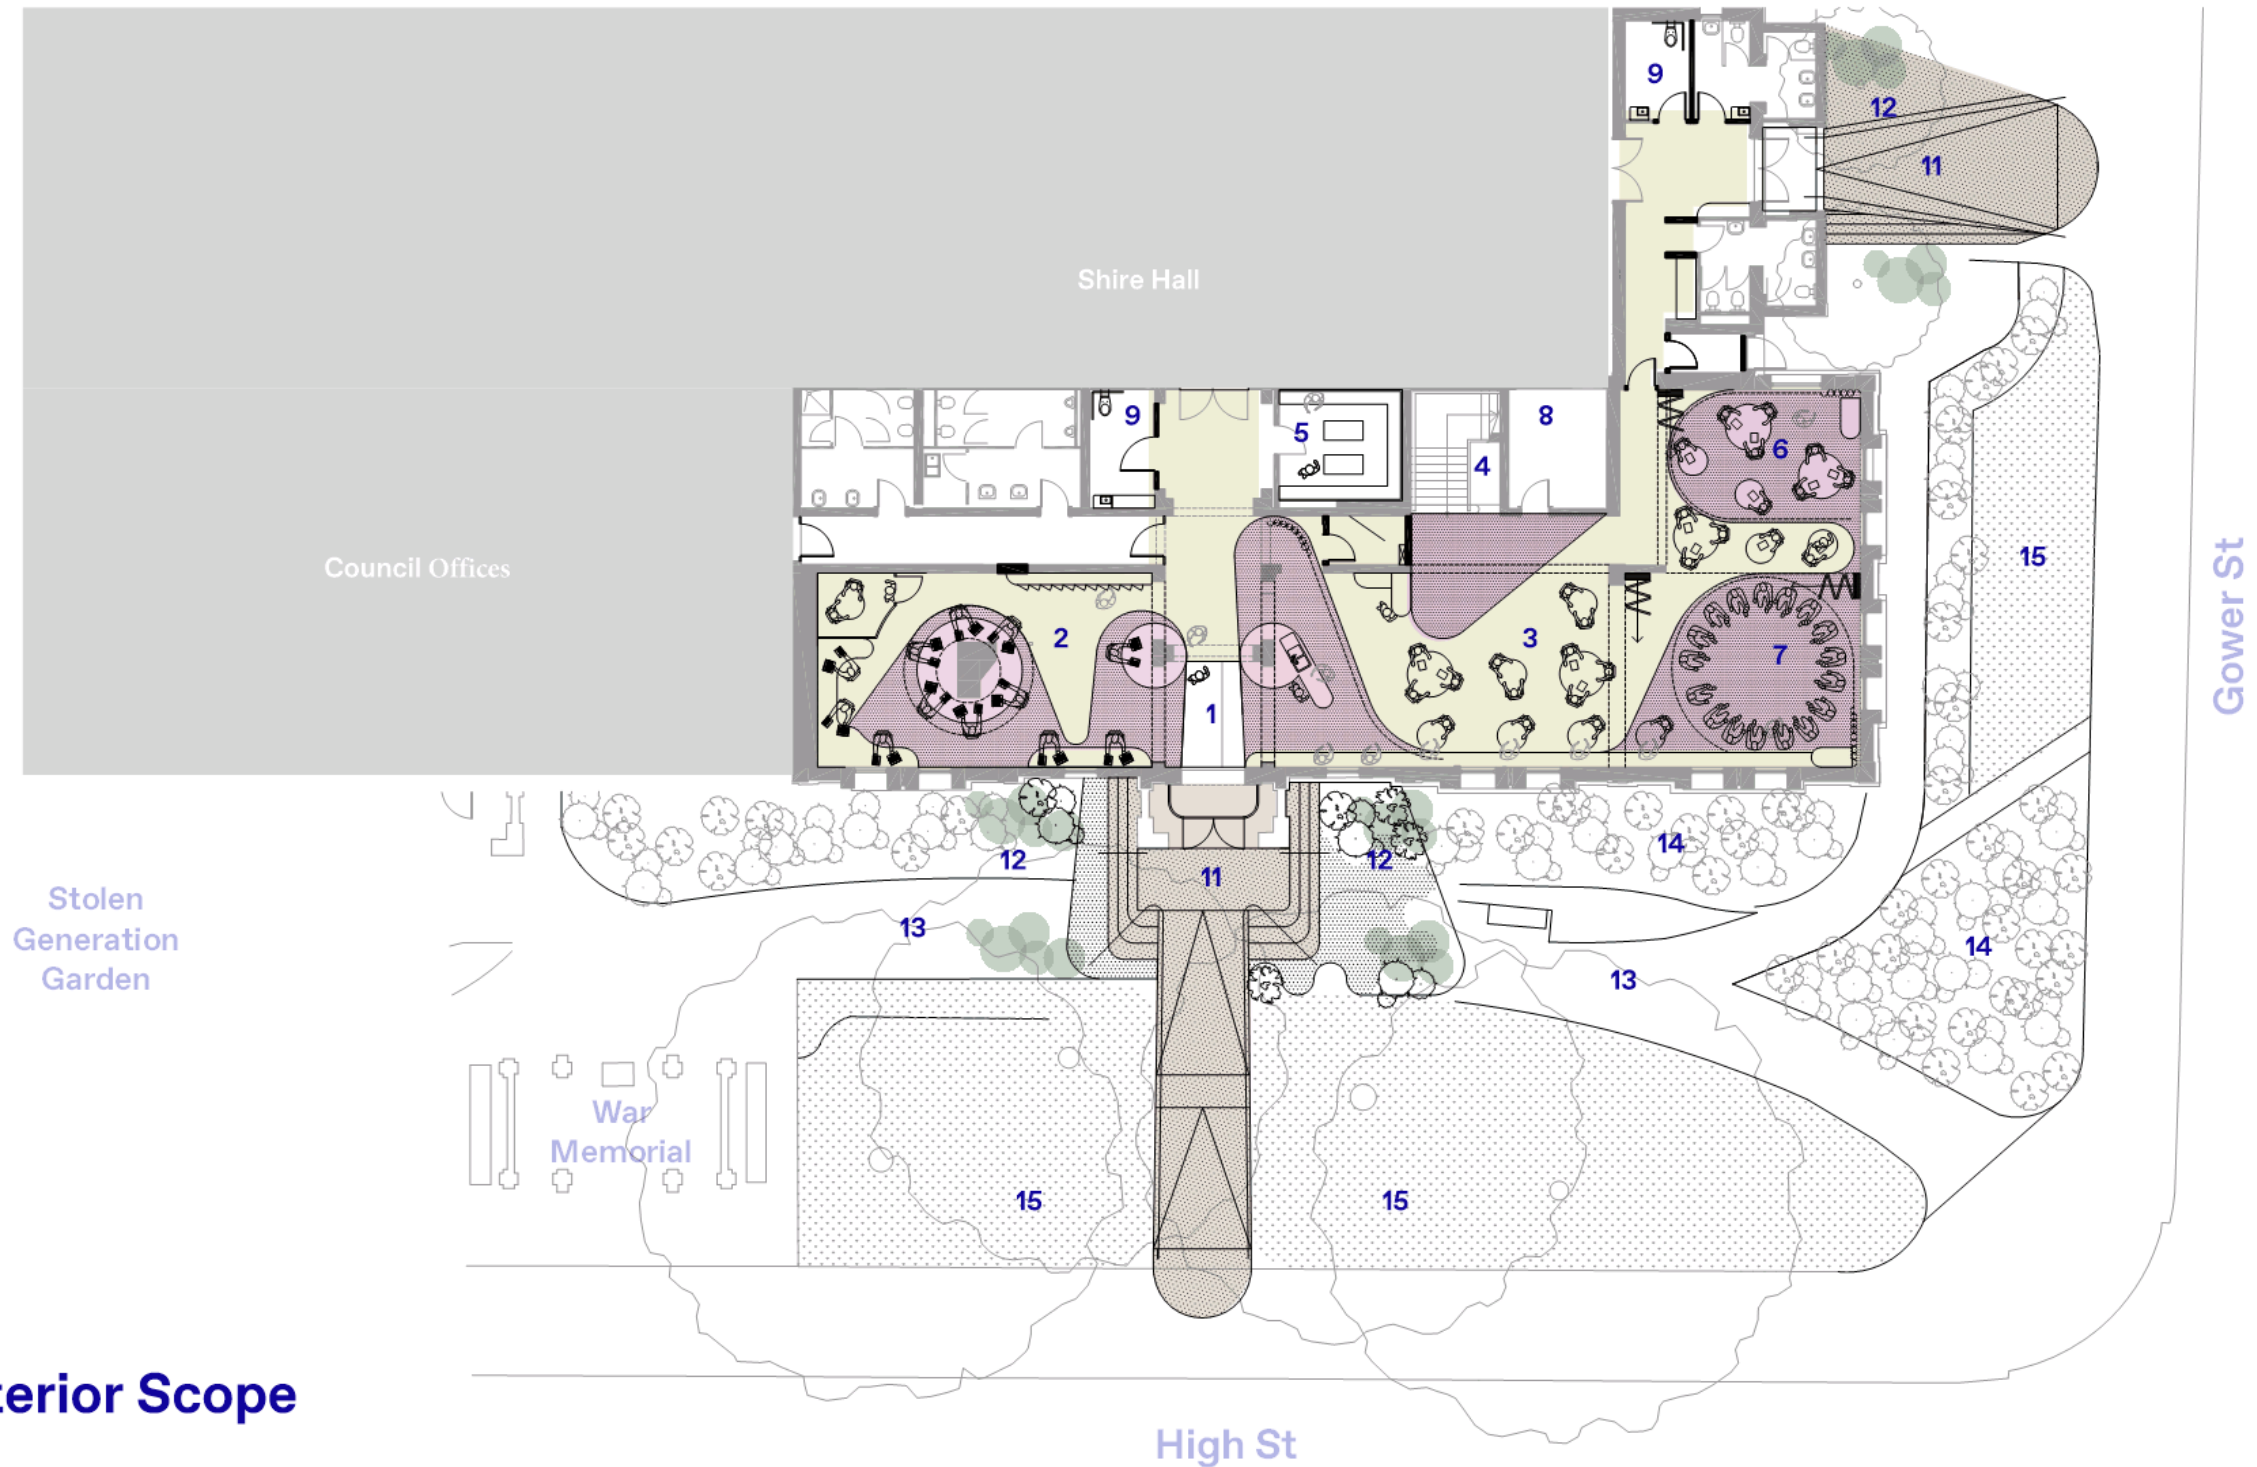 9
12
11
Shire Hall
9
5
8
4
6
Council Offices
15
Gower St
2
3
7
1
12
11
12
14
13
14
13
Stolen
Generation
Garden
War
Memorial
15
15
terior Scope
High St